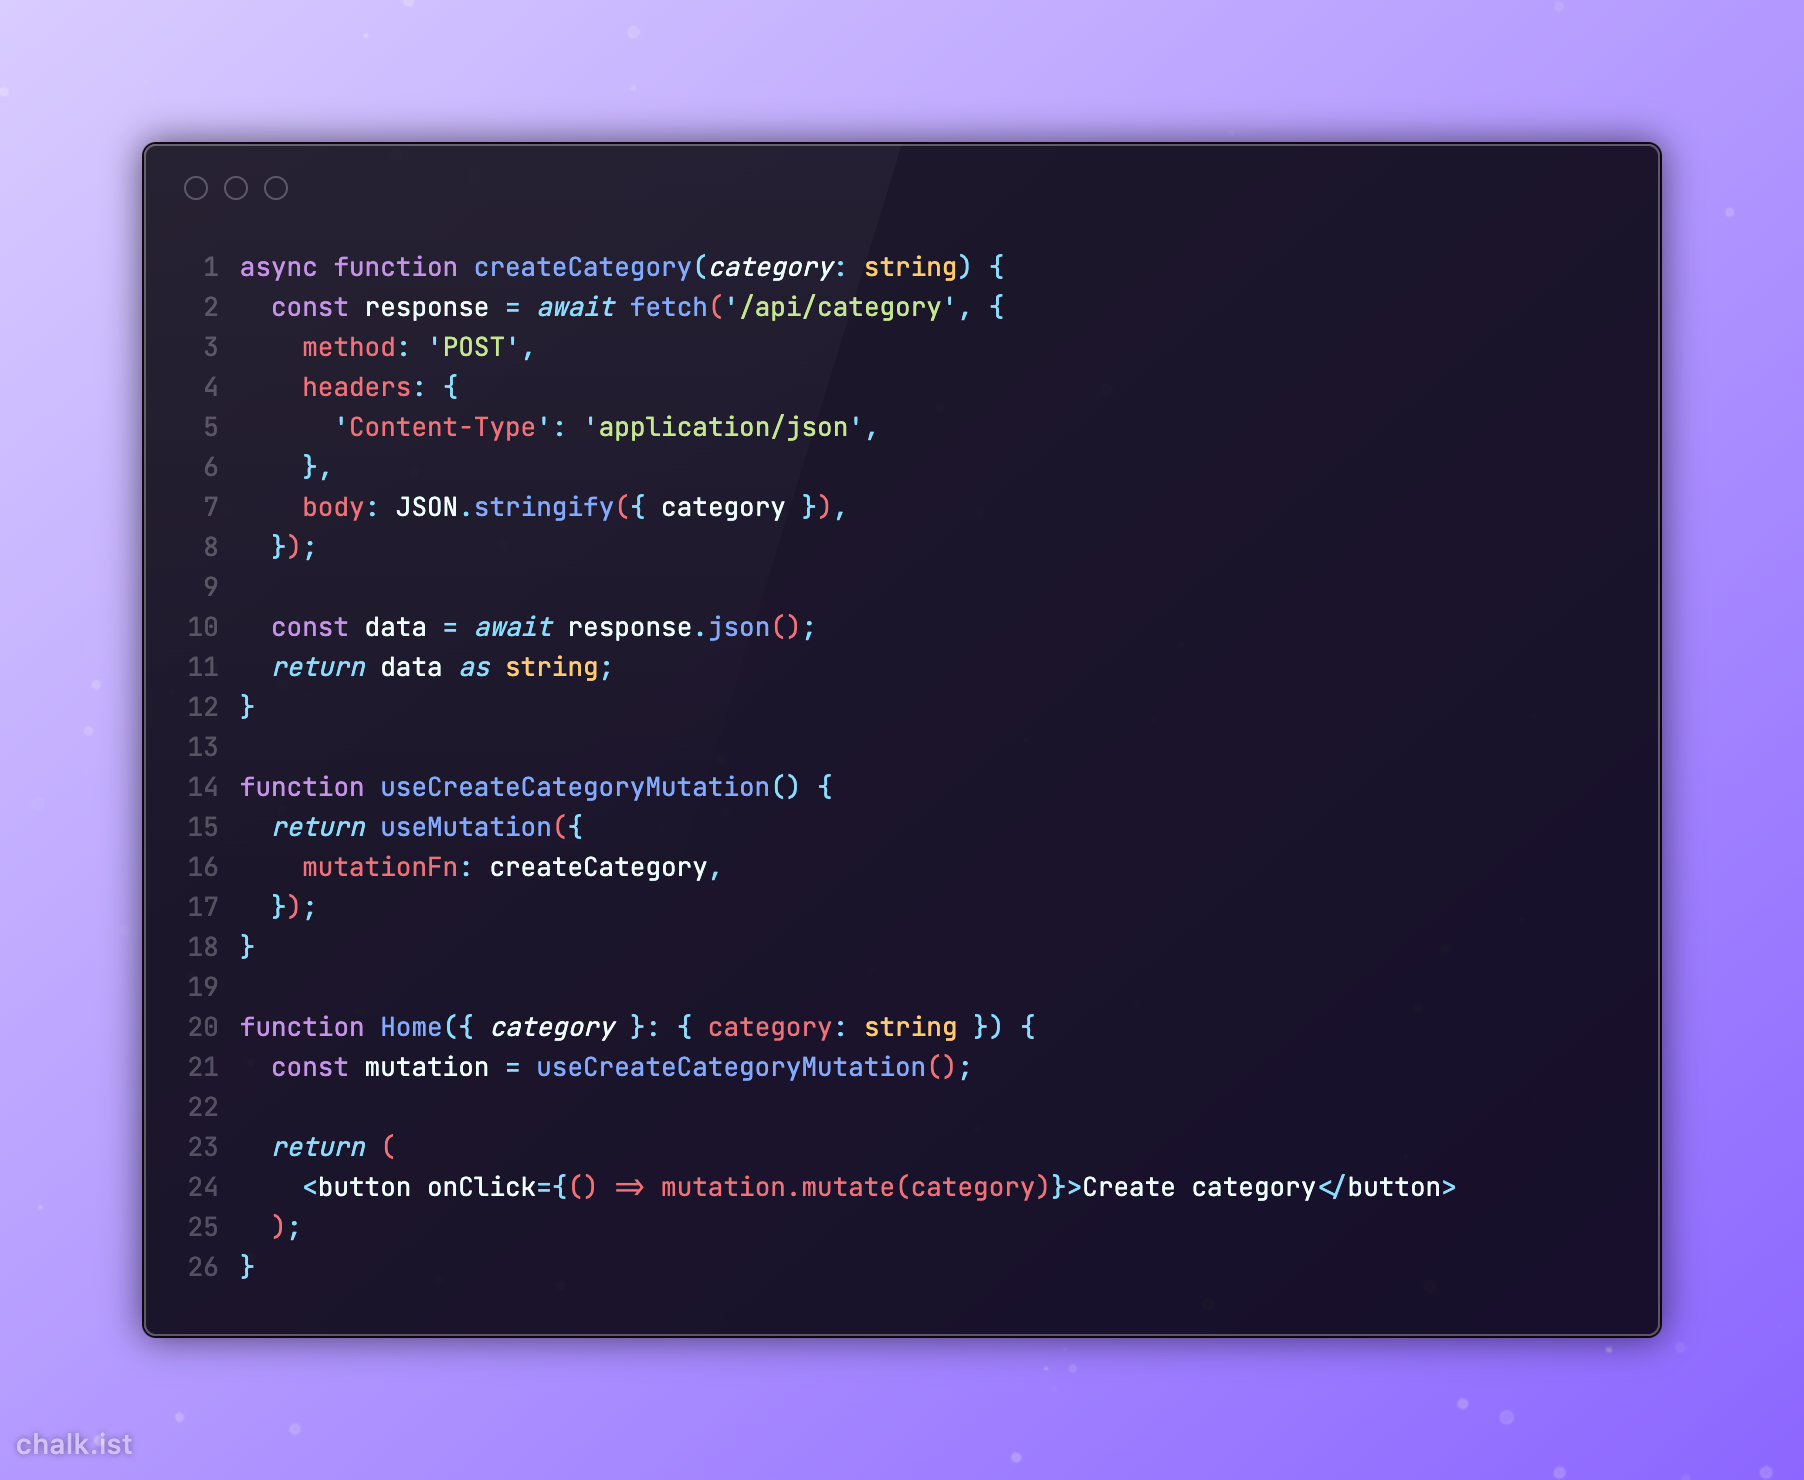 1 async function createCategory(category: string) {
2   const response = await fetch('/api/category', {
3     method: 'POST',
4     headers: {
5       'Content-Type': 'application/json',
6     },
7     body: JSON.stringify({ category }),
8   });
9
10   const data = await response.json();
11   return data as string;
12 }
13
14 function useCreateCategoryMutation() {
15   return useMutation({
16     mutationFn: createCategory,
17   });
18 }
19
20 function Home({ category }: { category: string }) {
21   const mutation = useCreateCategoryMutation();
22
23   return (
24     <button onClick={() => mutation.mutate(category)}>Create category</button>
25   );
26 }
chalk.ist